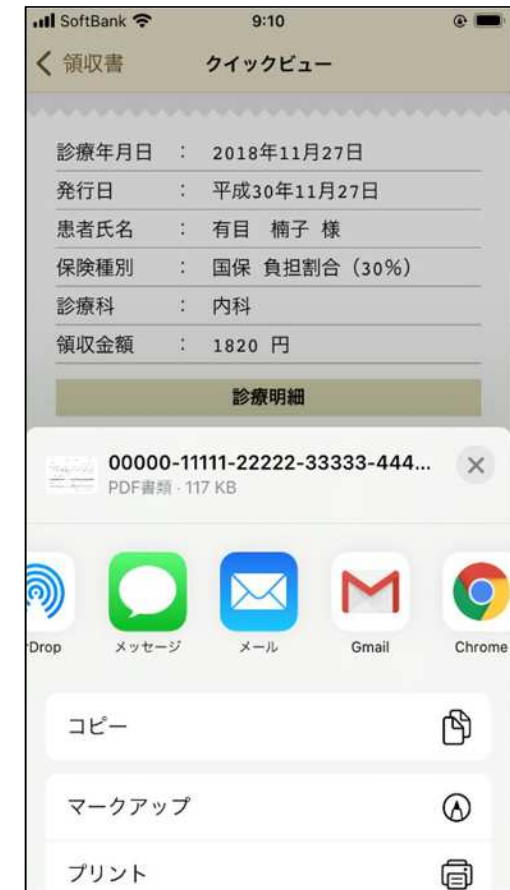 SoftBank 9:10
領収書 クイックビュー
診療年月日 : 2018年11月27日
発行日 : 平成30年11月27日
患者氏名 : 有目 楠子 様
保険種別 : 国保 負担割合（30％）
診療科 : 内科
領収金額 : 1820 円
診療明細
00000-11111-22222-33333-444...
PDF書類・117 KB
Drop メッセージ メール Gmail Chrome
コピー
マークアップ
プリント